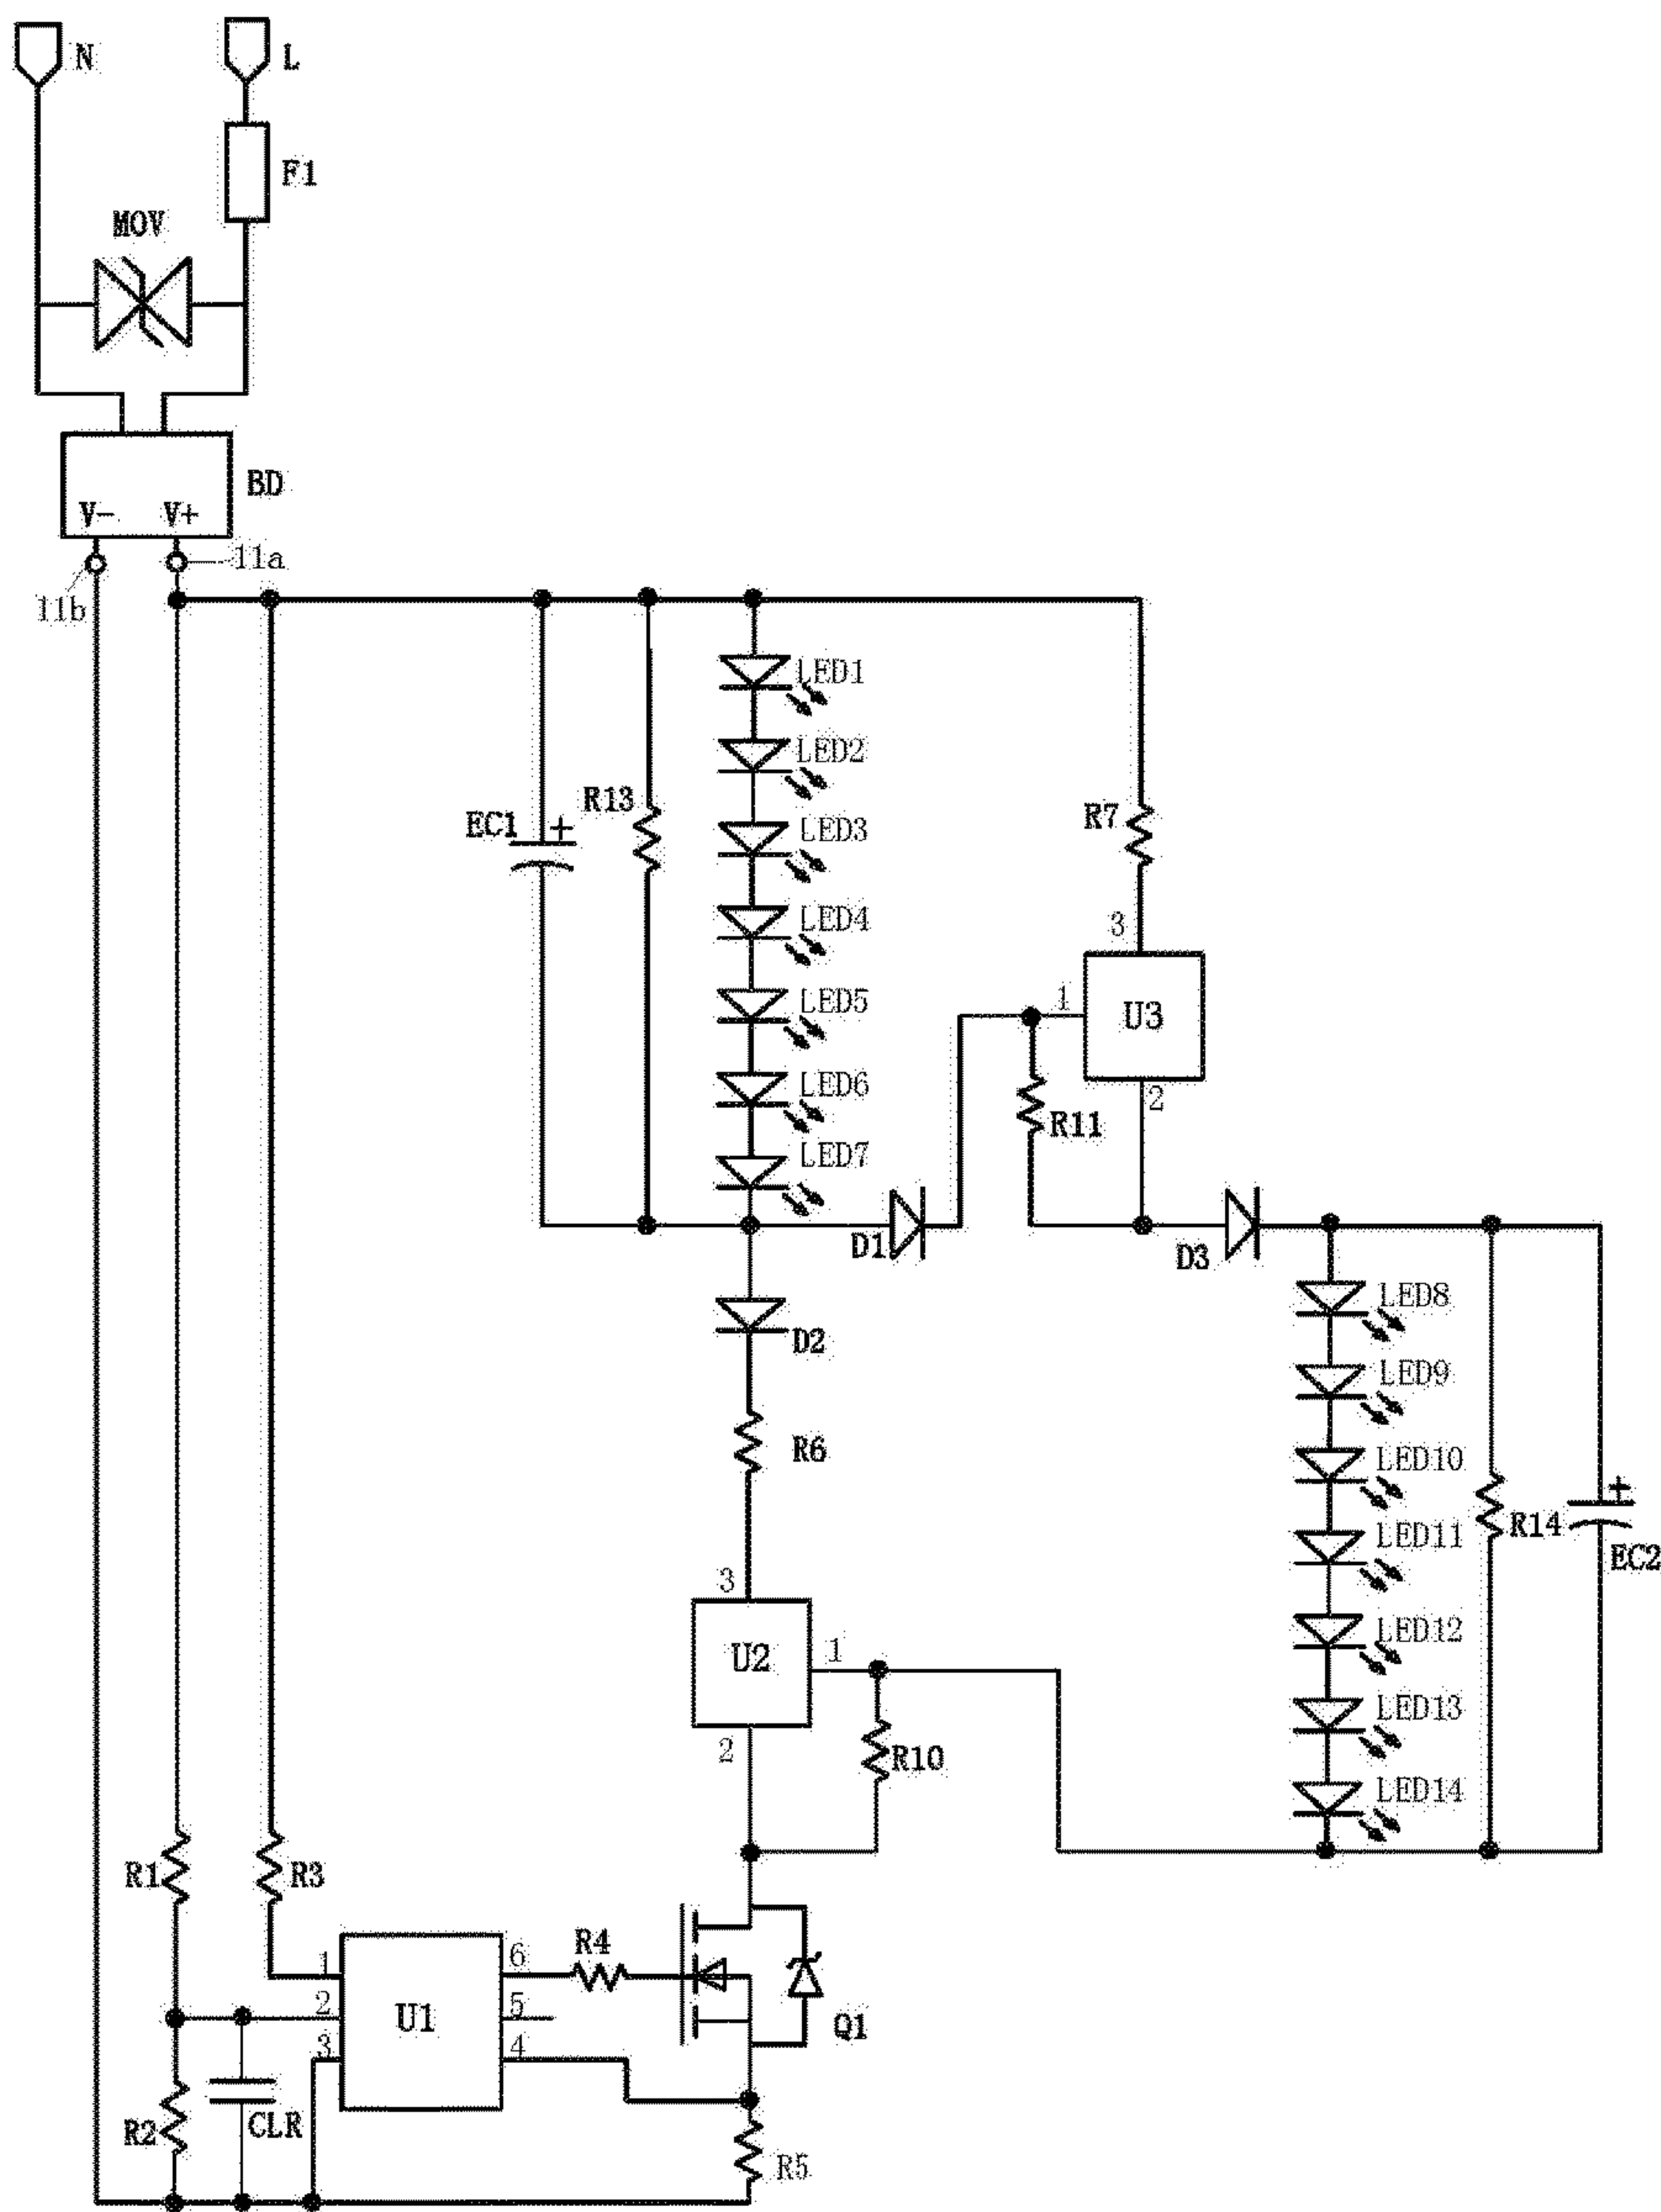 N
L
F1
MOV
BD
V-
V+
11a
11b
LED1
LED2
R13
R7
EC1
+
LED3
LED4
3
LED5
1
U3
LED6
2
R11
LED7
D1
D3
LED8
D2
LED9
R6
LED10
+
R14
LED11
EC2
3
LED12
U2
1
LED13
2
R10
LED14
R1
R3
R4
1
6
2
U1
5
Q1
3
4
R2
CLR
R5